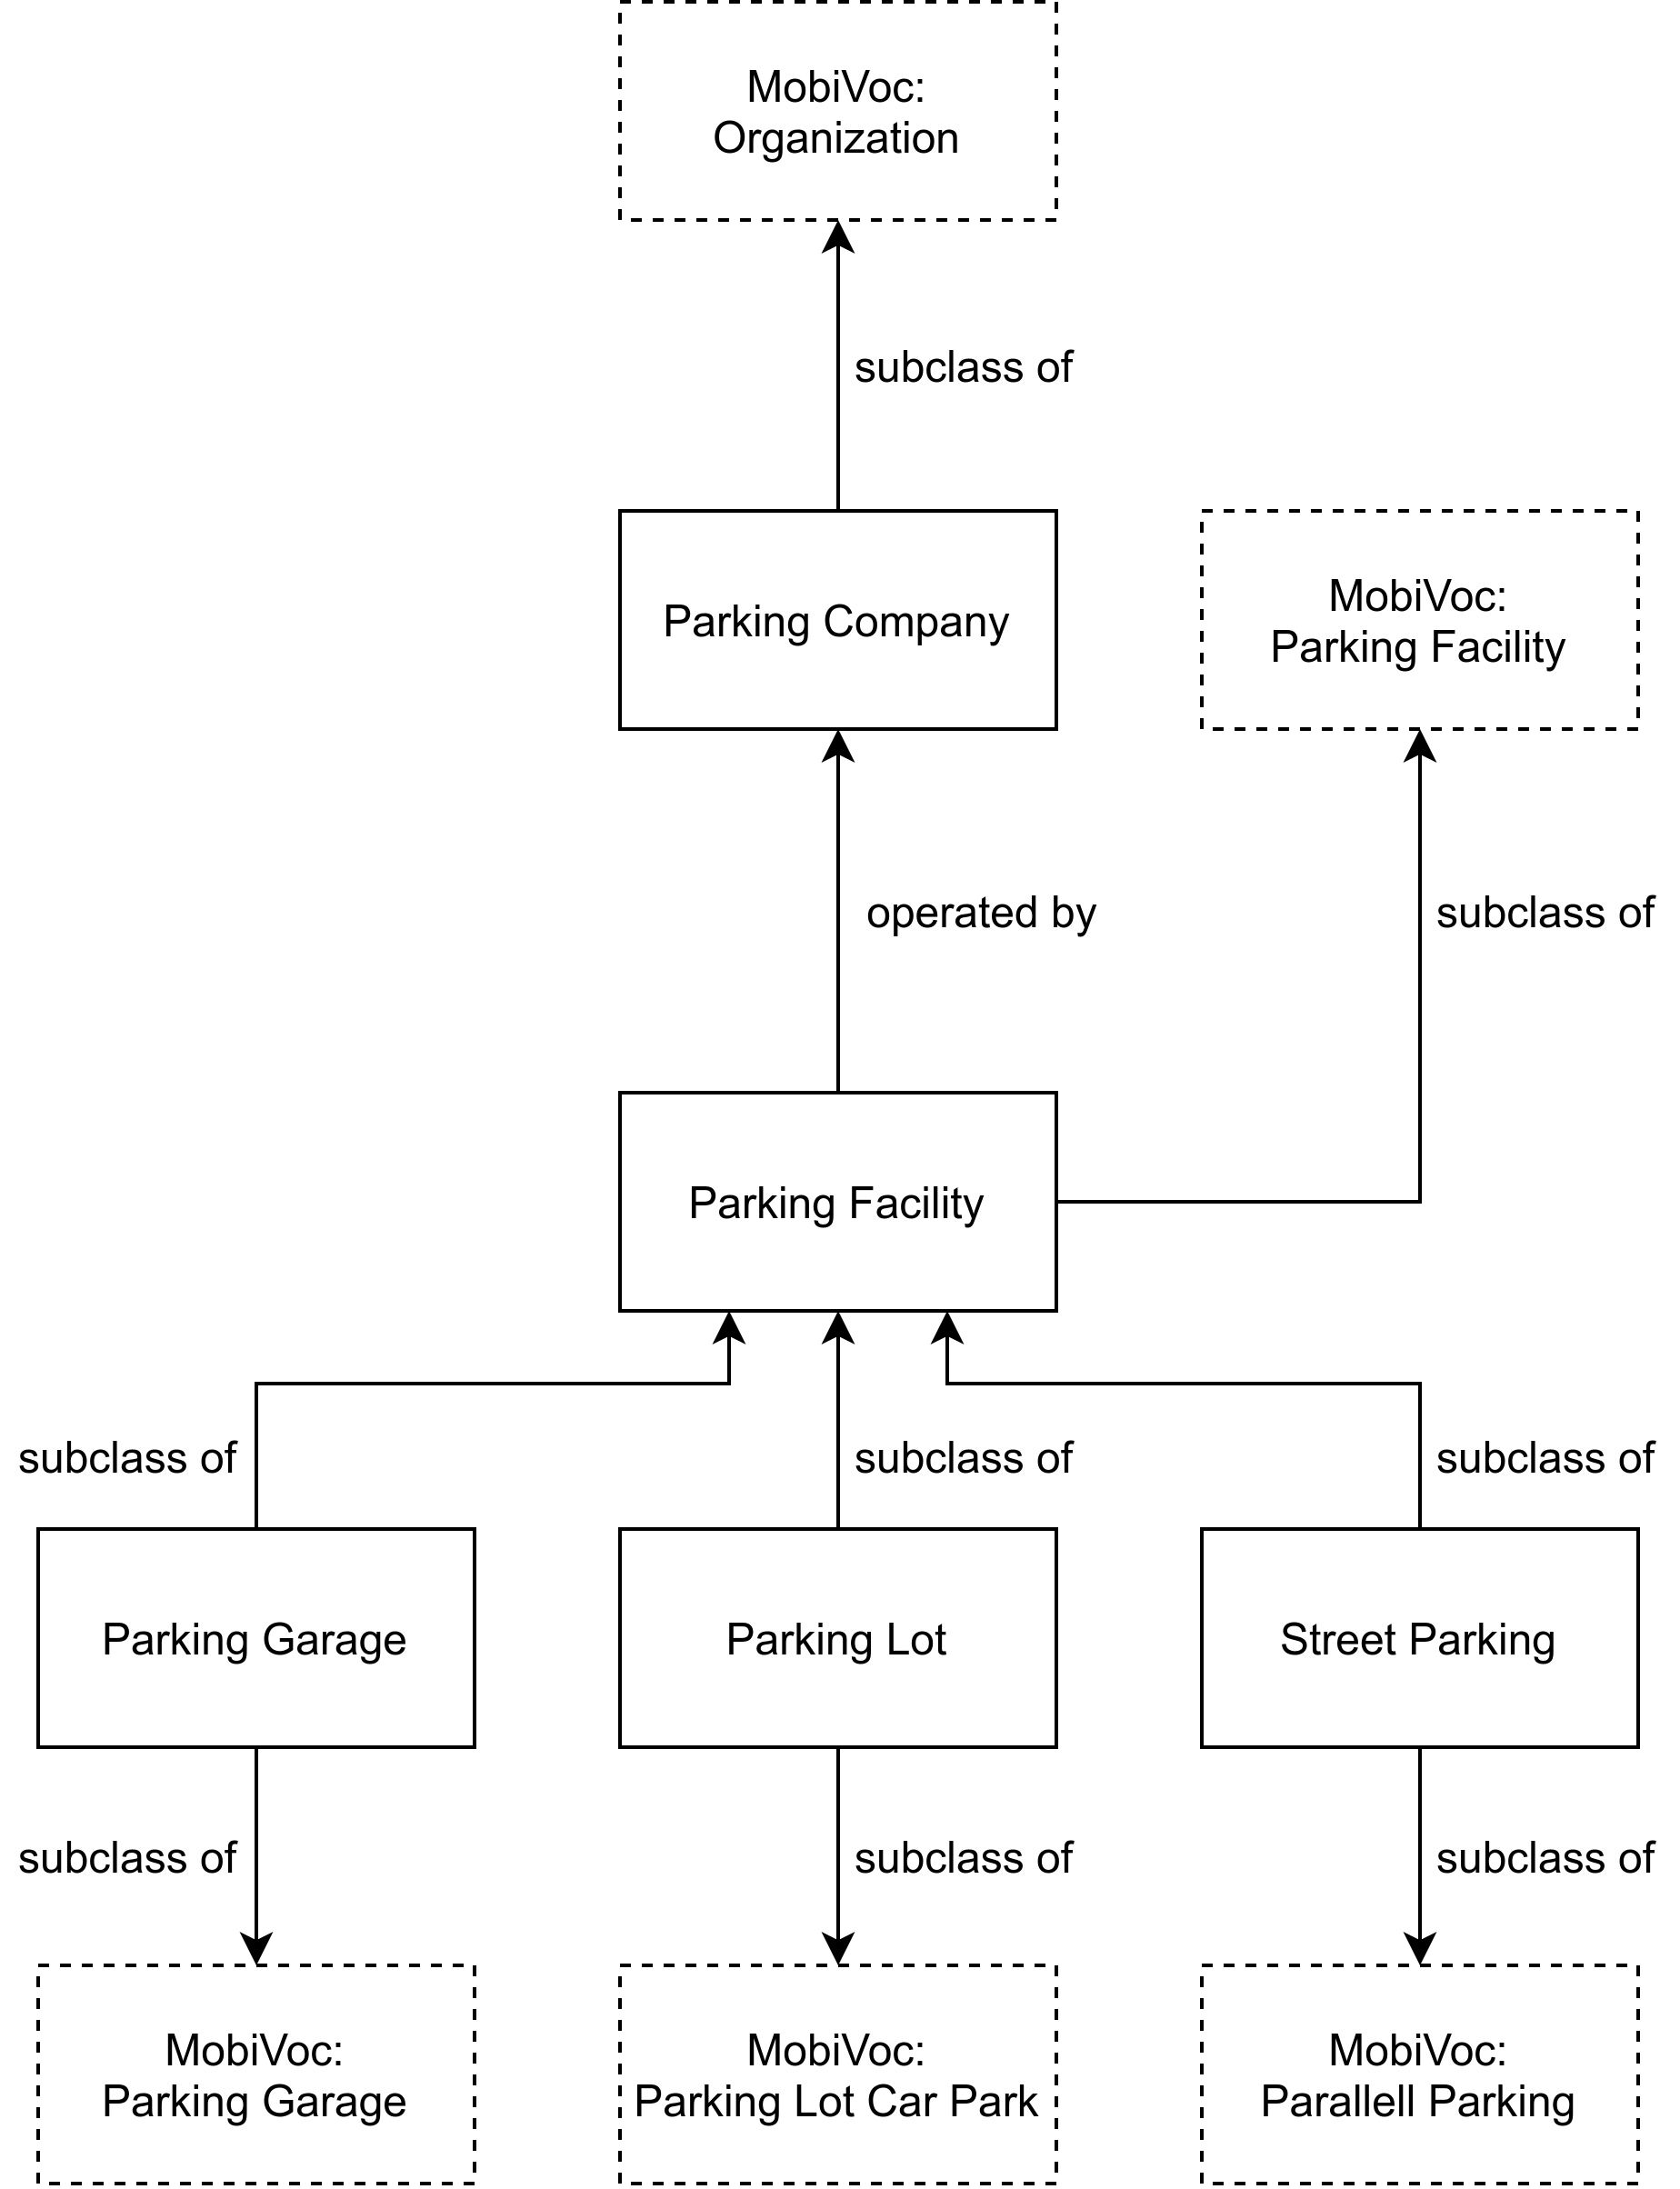 MobiVoc:
Organization
subclass of
Parking Company
MobiVoc:
Parking Facility
operated by
subclass of
Parking Facility
subclass of
subclass of
subclass of
Parking Garage
Parking Lot
Street Parking
subclass of
subclass of
subclass of
MobiVoc:
Parking Garage
MobiVoc:
Parking Lot Car Park
MobiVoc:
Parallell Parking